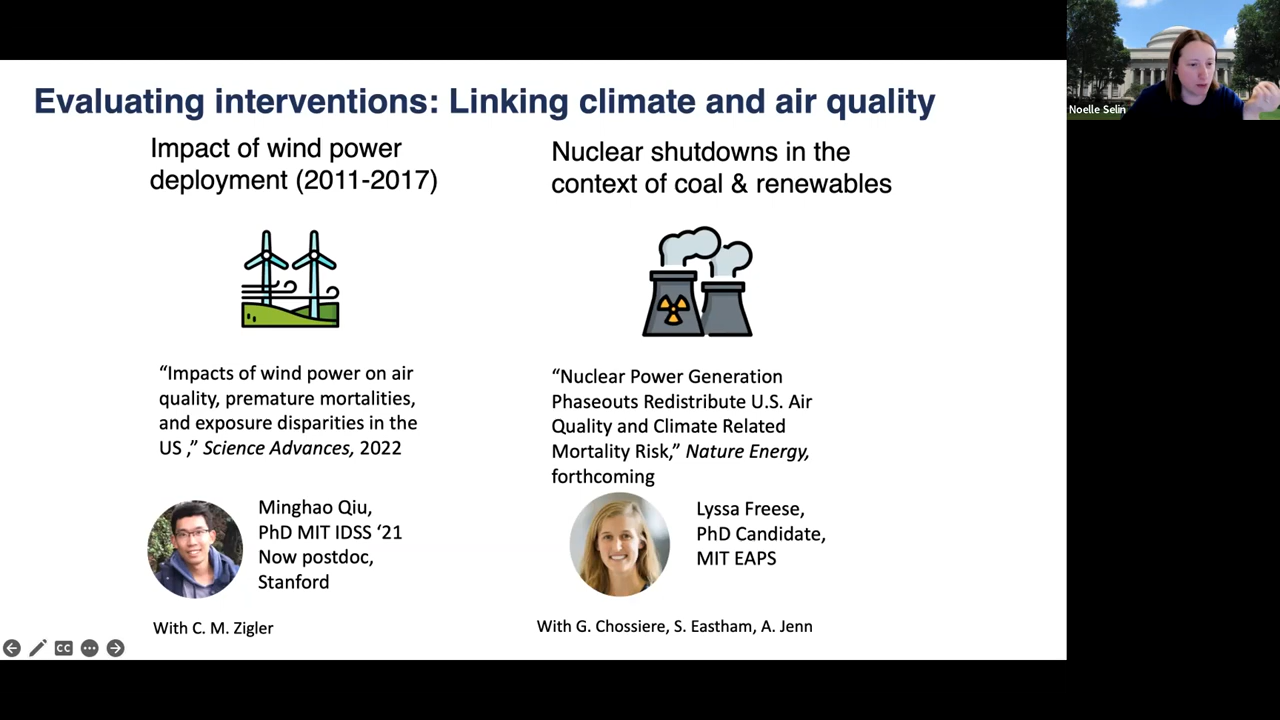 Evaluating interventions: Linking climate and air quality
Impact of wind power
deployment (2011-2017)
“Impacts of wind power on air
quality, premature mortalities,
and exposure disparities in the
US ,” Science Advances, 2022
Minghao Qiu,
PhD MIT IDSS ‘21
Now postdoc,
Stanford
With C. M. Zigler
Nuclear shutdowns in the
context of coal & renewables
“Nuclear Power Generation
Phaseouts Redistribute U.S. Air
Quality and Climate Related
Mortality Risk,” Nature Energy,
forthcoming
Lyssa Freese,
PhD Candidate,
MIT EAPS
With G. Chossiere, S. Eastham, A. Jenn
CC
Noelle Selin